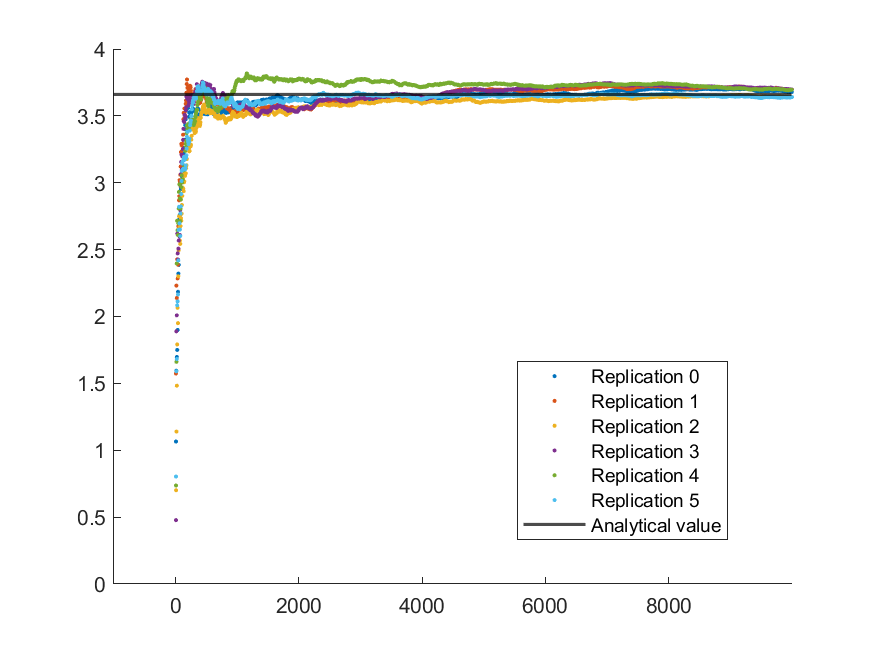 4
3.5
3
2.5
2
1.5
1
0.5
0
0 2000 4000 6000 8000
Replication 0
Replication 1
Replication 2
Replication 3
Replication 4
Replication 5
Analytical value